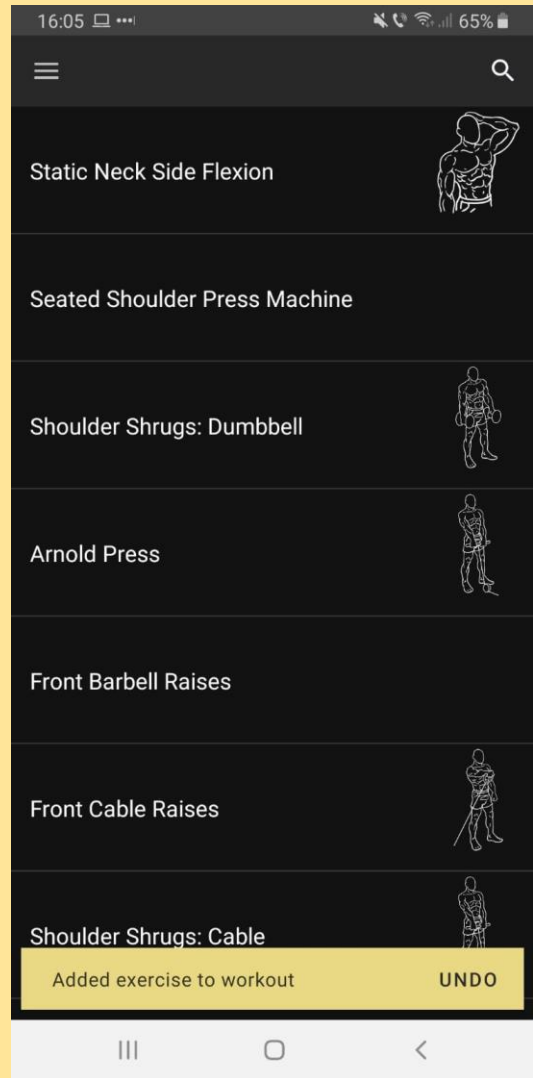 16:05
65%
Static Neck Side Flexion
Seated Shoulder Press Machine
Shoulder Shrugs: Dumbbell
Arnold Press
Front Barbell Raises
Front Cable Raises
Shoulder Shrugs: Cable
Added exercise to workout UNDO